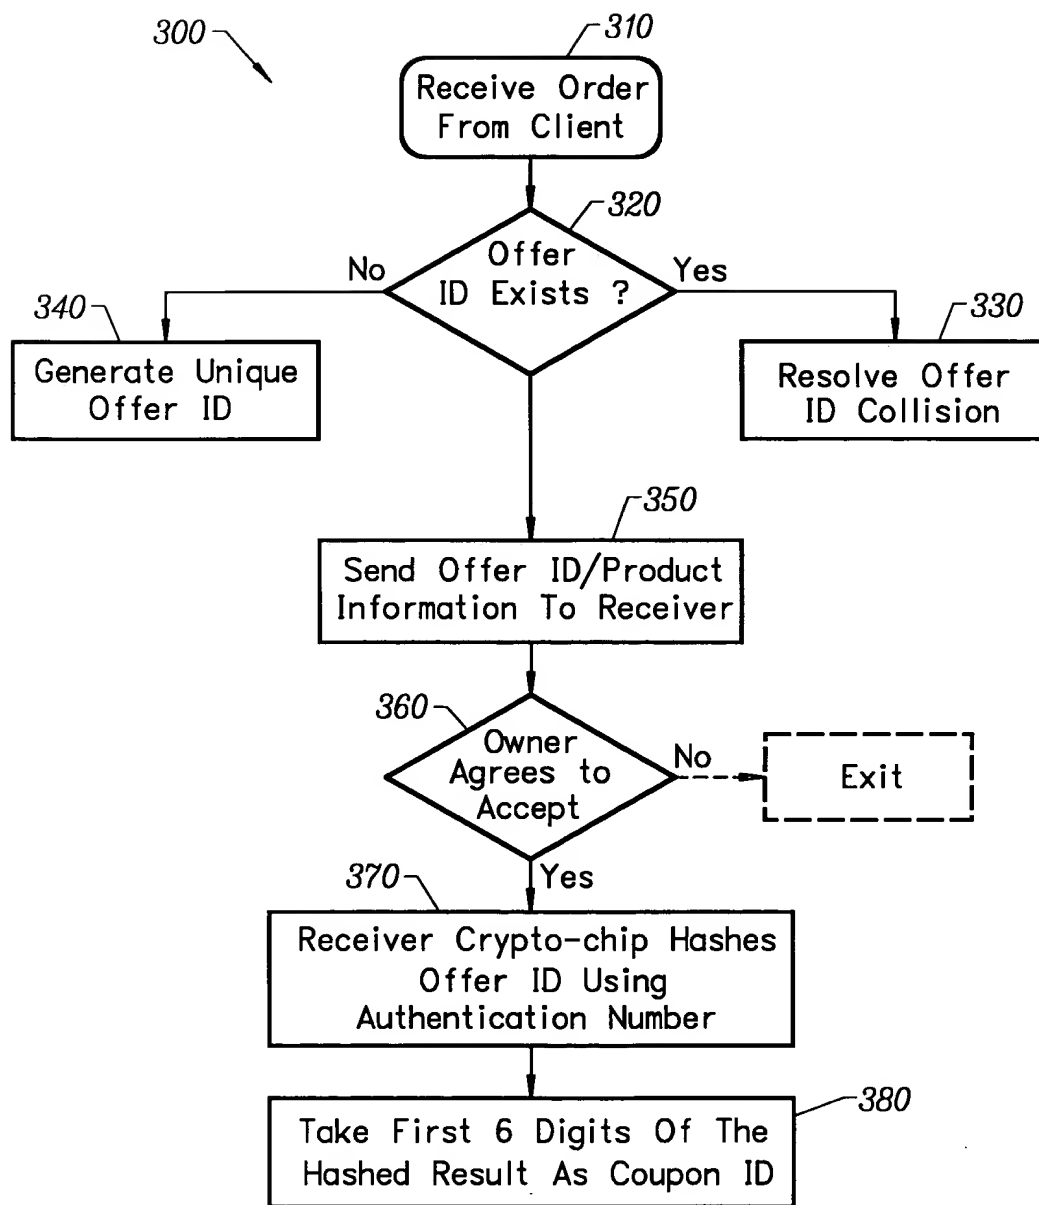 300
310
Receive Order
From Client
320
Offer
ID Exists ?
No
Yes
340
330
Generate Unique
Offer ID
Resolve Offer
ID Collision
350
Send Offer ID/Product
Information To Receiver
360
Owner
Agrees to
Accept
No
Exit
Yes
370
Receiver Crypto-chip Hashes
Offer ID Using
Authentication Number
380
Take First 6 Digits Of The
Hashed Result As Coupon ID